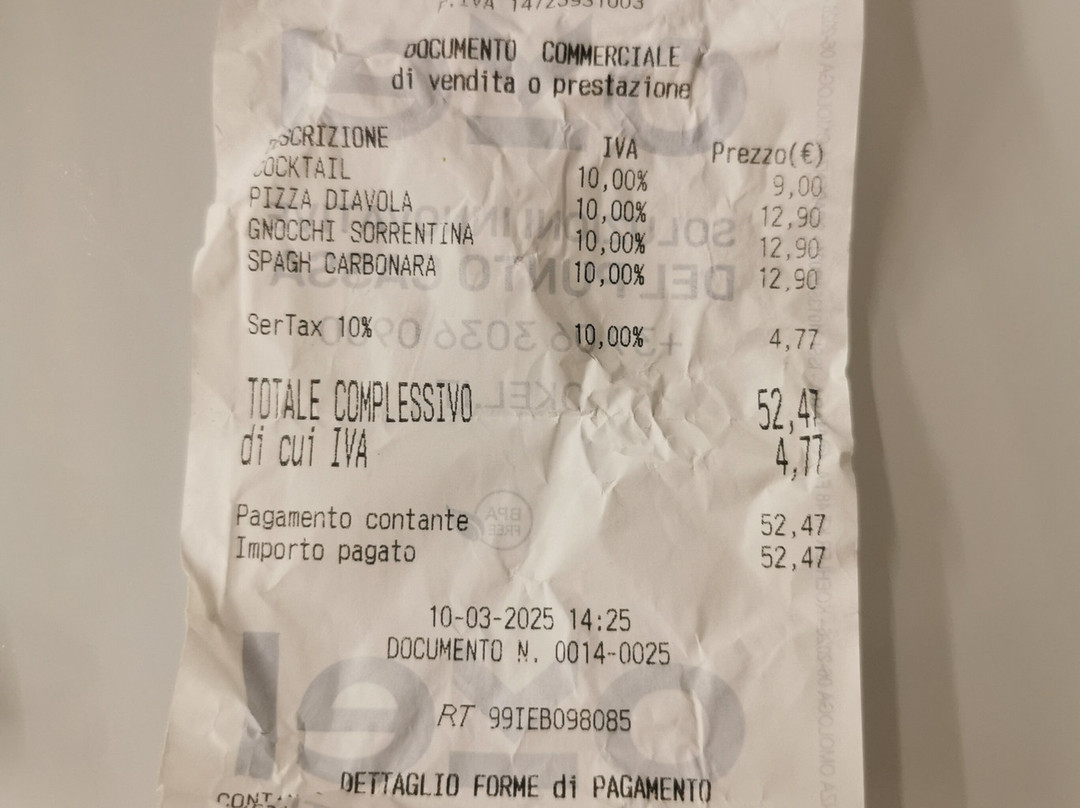 DOCUMENTO COMMERCIALE
di vendita o prestazione
IVA Prezzo(€)
COCKTAIL 10,00% 9,00
PIZZA DIAVOLA 10,00% 12,90
GNOCCHI SORRENTINA 10,00% 12,90
SPAGH CARBONARA 10,00% 12,90
SerTax 10% 10,00% 4,77
TOTALE COMPLESSIVO 52,47
di cui IVA 4,77
Pagamento contante 52,47
Importo pagato 52,47
10-03-2025 14:25
DOCUMENTO N. 0014-0025
RT 99IEB098085
DETTAGLIO FORME di PAGAMENTO
BPA
FREE